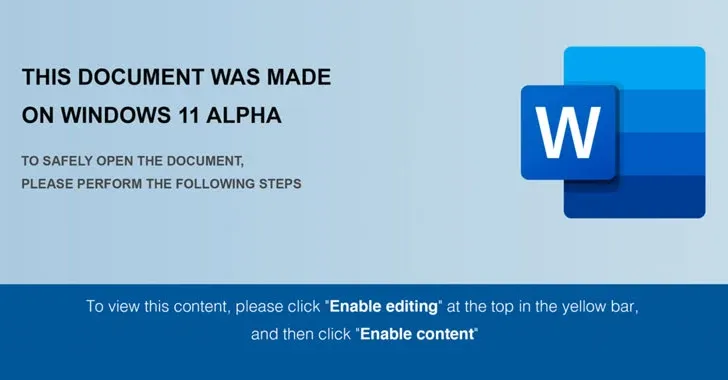 THIS DOCUMENT WAS MADE
ON WINDOWS 11 ALPHA
TO SAFELY OPEN THE DOCUMENT,
PLEASE PERFORM THE FOLLOWING STEPS
W
To view this content, please click "Enable editing" at the top in the yellow bar,
and then click "Enable content"